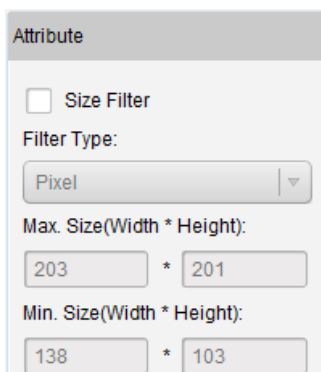 Attribute
Size Filter
Filter Type:
Pixel
Max. Size(Width * Height):
203 * 201
Min. Size(Width * Height):
138 * 103